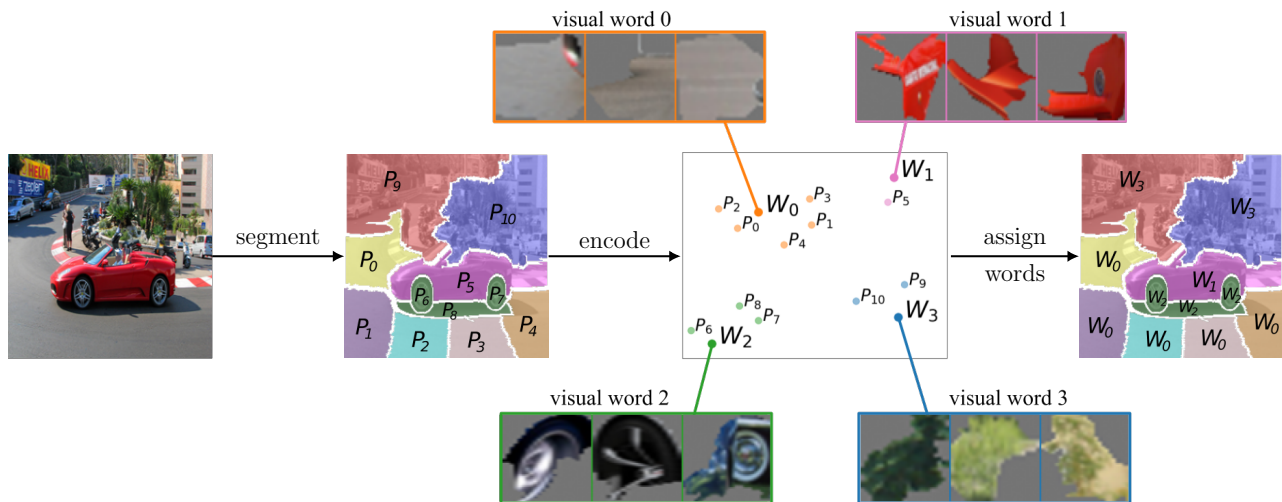 visual word 0
visual word 1
HELIX
P9
P10
P0
P5
P6
P7
P8
P1
P2
P3
P4
segment
encode
W1
P5
P2
W0
P3
P0
P1
P4
P9
P10
W3
P8
P7
P6
W2
assign
words
W3
W3
W0
W1
W2
W2
W2
W0
W0
W0
W0
visual word 2
visual word 3